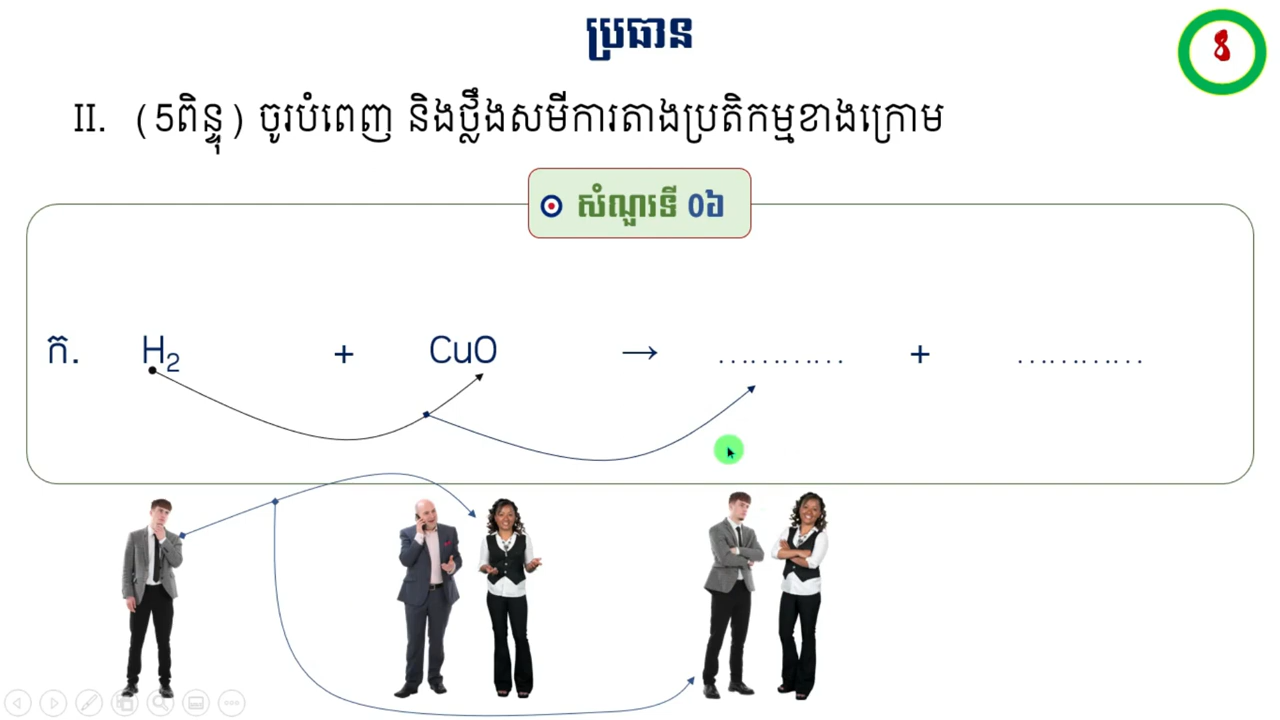 ប្រធាន
8
II. (5ពិន្ទុ) ចូរបំពេញ និងថ្លឹងសមីការតាងប្រតិកម្មខាងក្រោម
សំណួរទី 0៦
ក. H₂ + CuO → ………… + …………